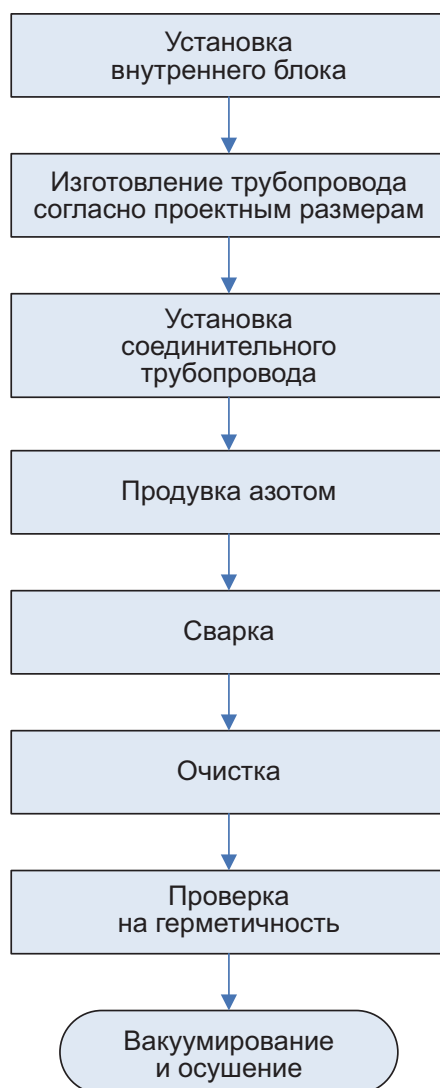 Установка
внутреннего блока
Изготовление трубопровода
согласно проектным размерам
Установка
соединительного
трубопровода
Продувка азотом
Сварка
Очистка
Проверка
на герметичность
Вакуумирование
и осушение